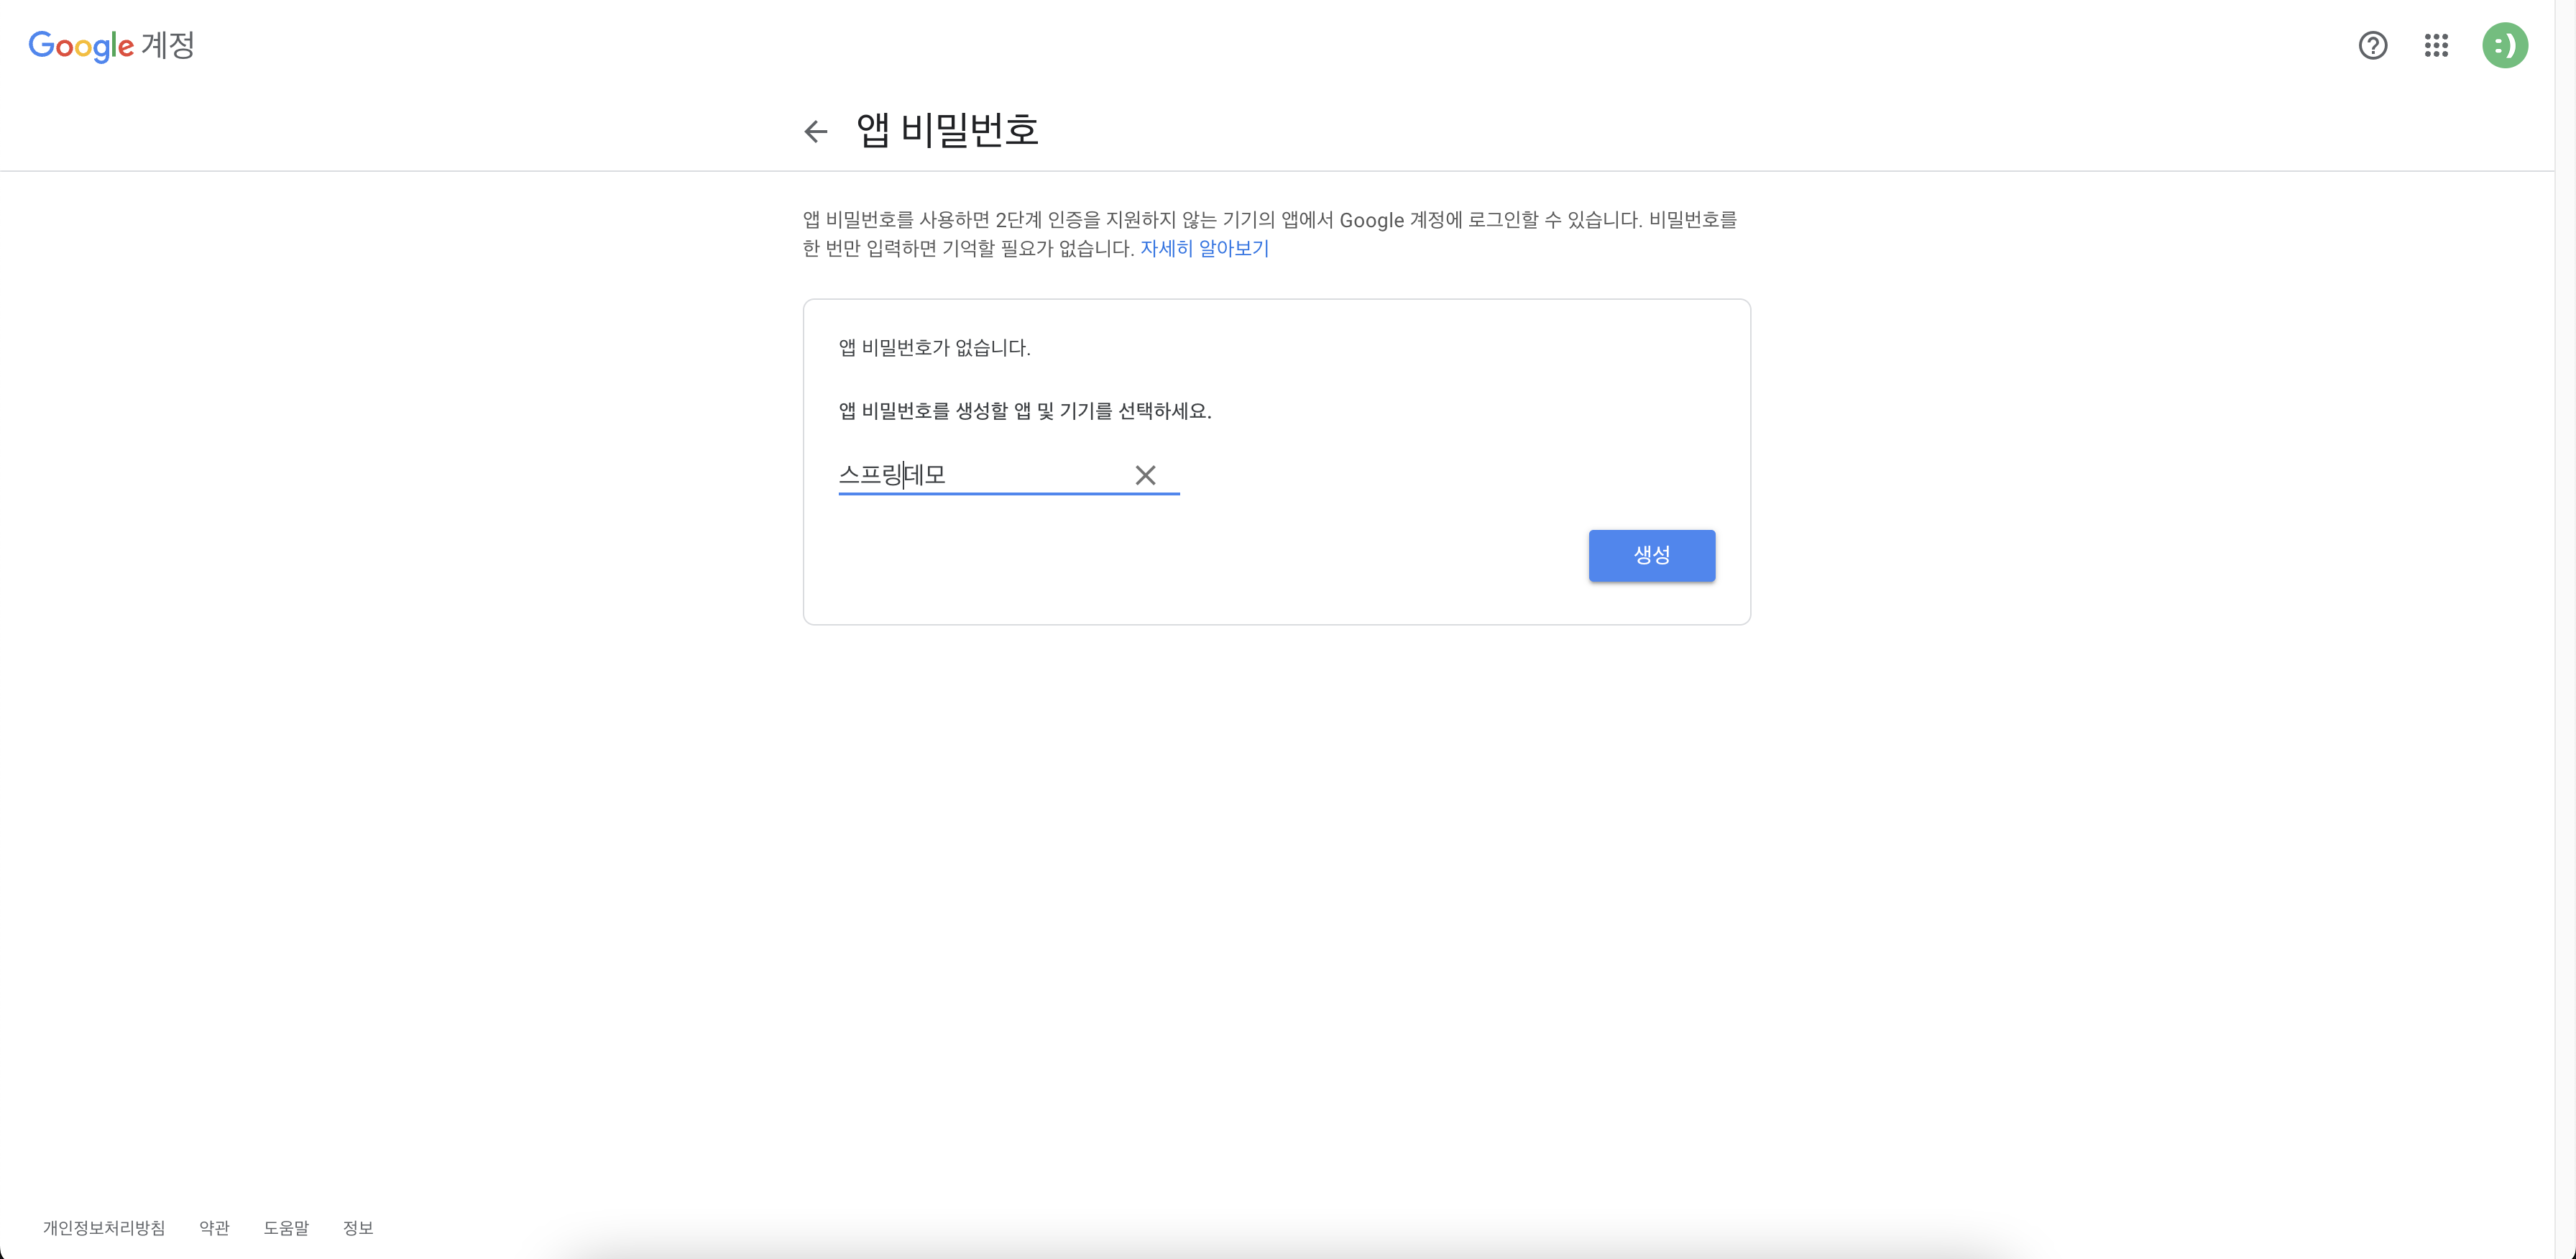 Google 계정
:)
앱 비밀번호
앱 비밀번호를 사용하면 2단계 인증을 지원하지 않는 기기의 앱에서 Google 계정에 로그인할 수 있습니다. 비밀번호를
한 번만 입력하면 기억할 필요가 없습니다. 자세히 알아보기
앱 비밀번호가 없습니다.
앱 비밀번호를 생성할 앱 및 기기를 선택하세요.
스프링데모
생성
개인정보처리방침 약관 도움말 정보